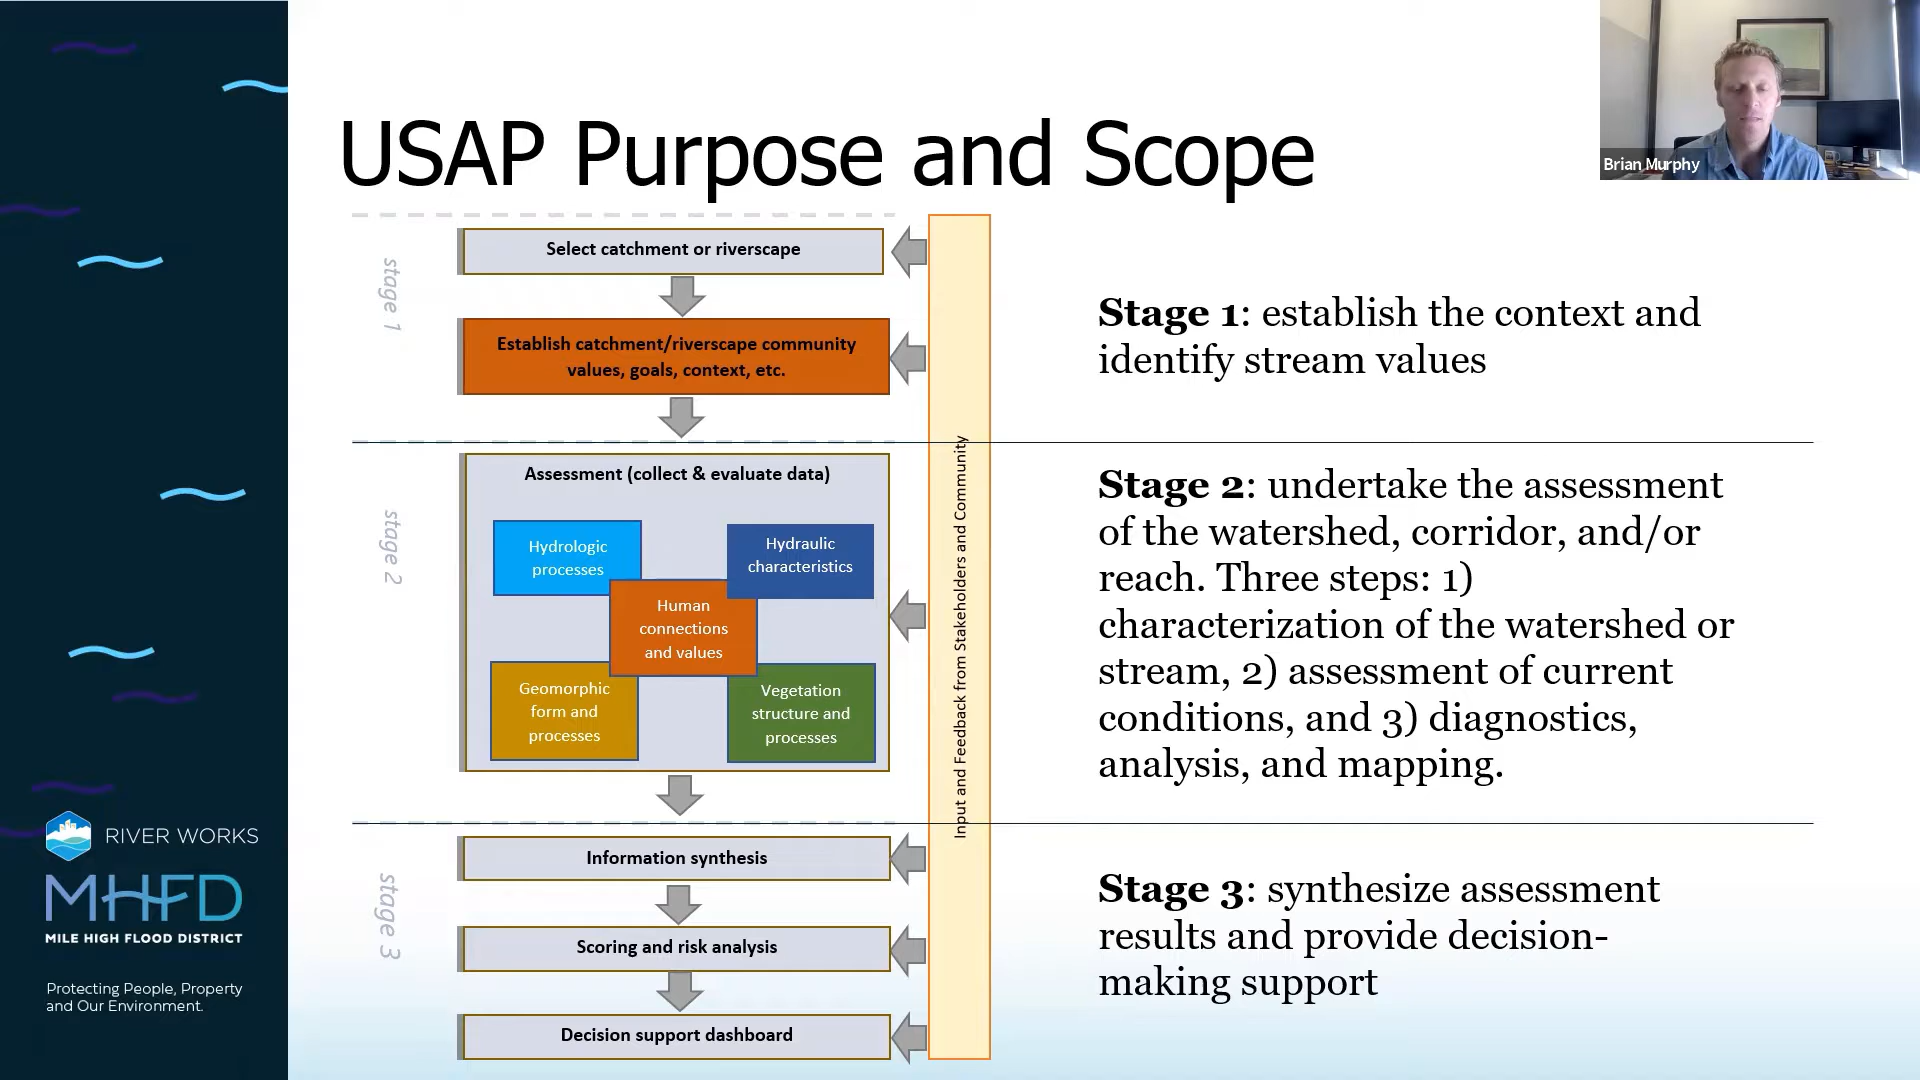 USAP Purpose and Scope
Brian Murphy
stage 1
Select catchment or riverscape
Establish catchment/riverscape community
values, goals, context, etc.
stage 2
Assessment (collect & evaluate data)
Hydrologic
processes
Hydraulic
characteristics
Human
connections
and values
Geomorphic
form and
processes
Vegetation
structure and
processes
stage 3
Information synthesis
Scoring and risk analysis
Decision support dashboard
Input and Feedback from Stakeholders and Community
Stage 1: establish the context and
identify stream values
Stage 2: undertake the assessment
of the watershed, corridor, and/or
reach. Three steps: 1)
characterization of the watershed or
stream, 2) assessment of current
conditions, and 3) diagnostics,
analysis, and mapping.
Stage 3: synthesize assessment
results and provide decision-
making support
RIVER WORKS
MHFD
MILE HIGH FLOOD DISTRICT
Protecting People, Property
and Our Environment.